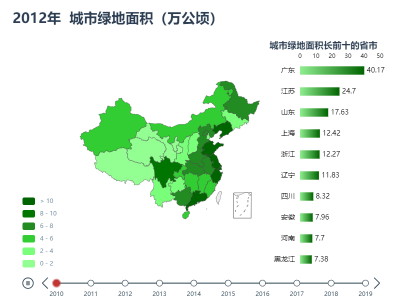 2012年 城市绿地面积（万公顷）
城市绿地面积长前十的省市
0 10 20 30 40 50
广东 40.17
江苏 24.7
山东 17.63
上海 12.42
浙江 12.27
辽宁 11.83
四川 8.32
安徽 7.96
河南 7.7
黑龙江 7.38
> 10
8 - 10
6 - 8
4 - 6
2 - 4
0 - 2
2010 2011 2012 2013 2014 2015 2016 2017 2018 2019